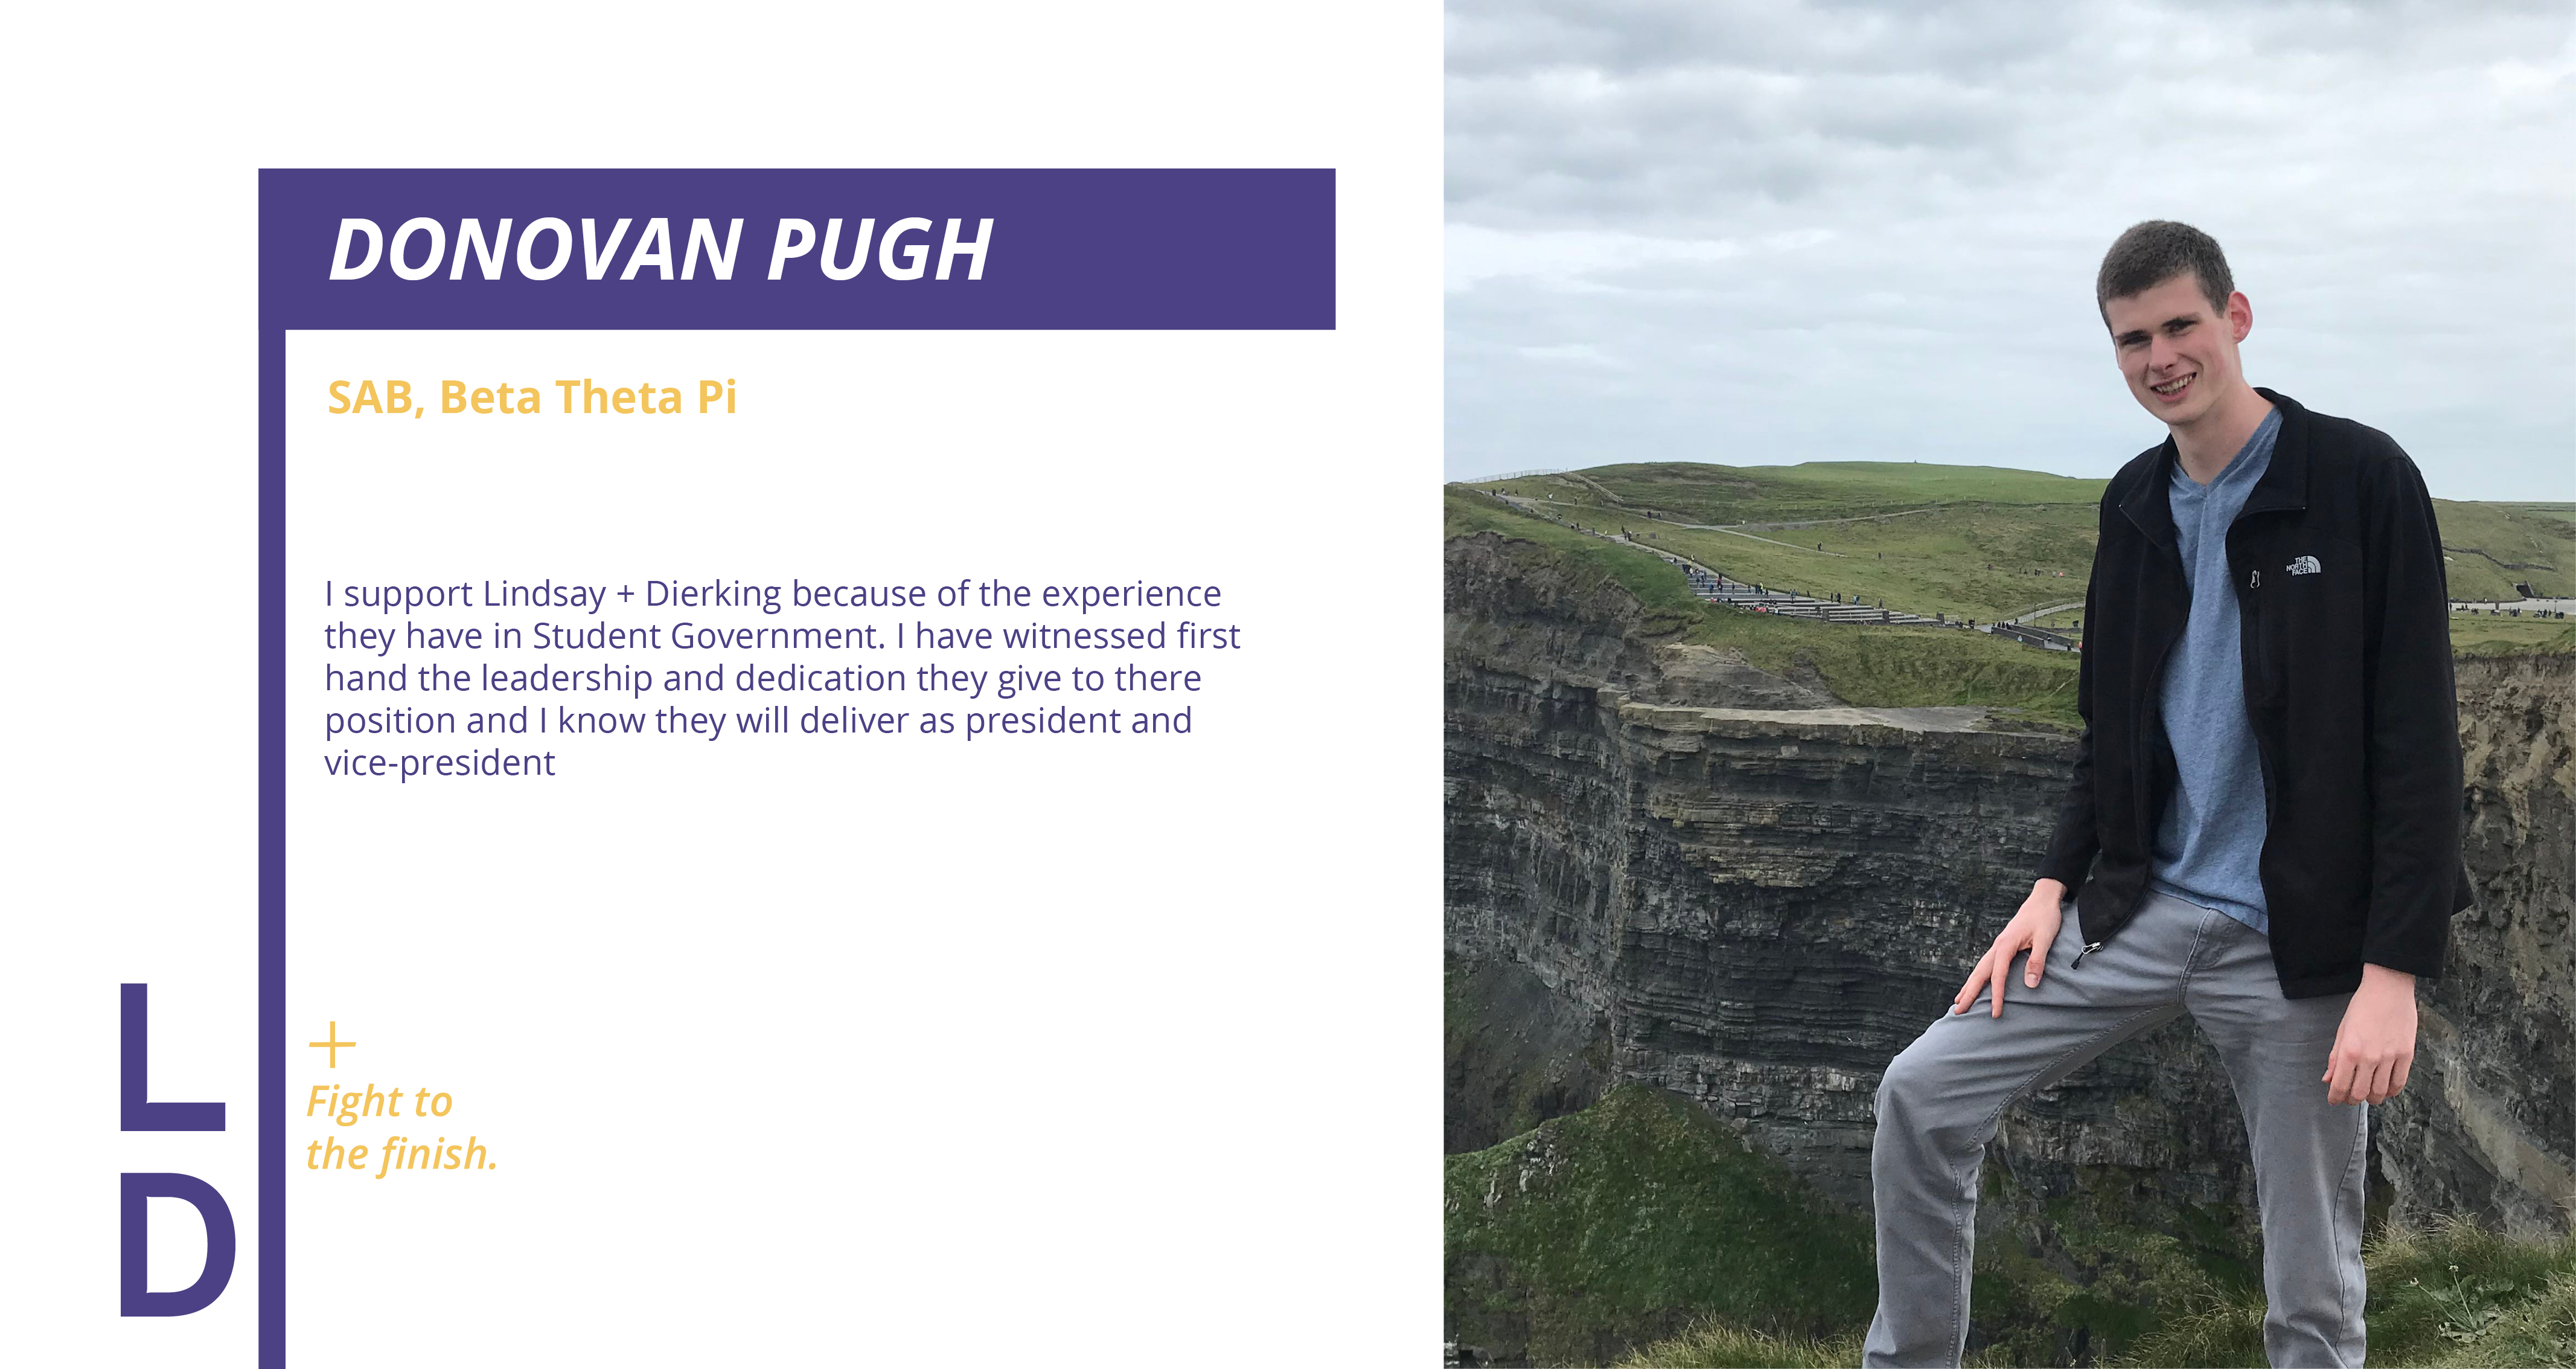 DONOVAN PUGH
SAB, Beta Theta Pi
I support Lindsay + Dierking because of the experience
they have in Student Government. I have witnessed first
hand the leadership and dedication they give to there
position and I know they will deliver as president and
vice-president
L
D
+
Fight to
the finish.
THE
NORTH
FACE